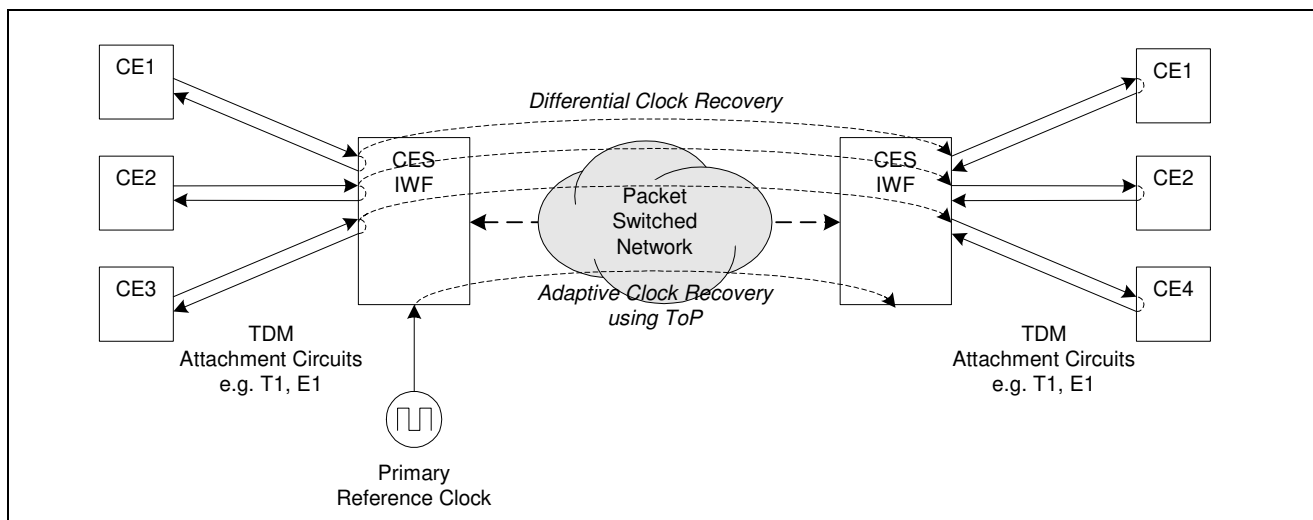 CE1
CE2
CE3
TDM
Attachment Circuits
e.g. T1, E1
CES
IWF
Primary
Reference Clock
Differential Clock Recovery
Packet
Switched
Network
Adaptive Clock Recovery
using ToP
CES
IWF
CE1
CE2
CE4
TDM
Attachment Circuits
e.g. T1, E1